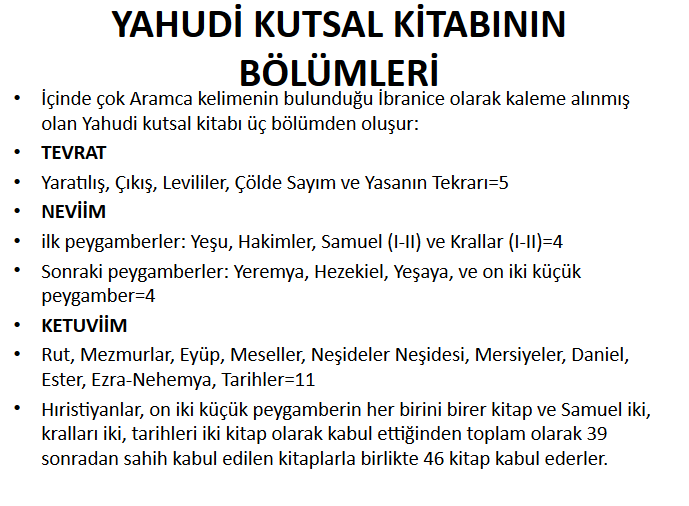 YAHUDİ KUTSAL KİTABININ
BÖLÜMLERİ
• İçinde çok Aramca kelimenin bulunduğu İbranice olarak kaleme alınmış
olan Yahudi kutsal kitabı üç bölümden oluşur:
• TEVRAT
• Yaratılış, Çıkış, Levililer, Çölde Sayım ve Yasanın Tekrarı=5
• NEVİİM
• ilk peygamberler: Yeşu, Hakimler, Samuel (I-II) ve Krallar (I-II)=4
• Sonraki peygamberler: Yeremya, Hezekiel, Yeşaya, ve on iki küçük
peygamber=4
• KETUVİİM
• Rut, Mezmurlar, Eyüp, Meseller, Neşideler Neşidesi, Mersiyeler, Daniel,
Ester, Ezra-Nehemya, Tarihler=11
• Hıristiyanlar, on iki küçük peygamberin her birini birer kitap ve Samuel iki,
kralları iki, tarihleri iki kitap olarak kabul ettiğinden toplam olarak 39
sonradan sahih kabul edilen kitaplarla birlikte 46 kitap kabul ederler.